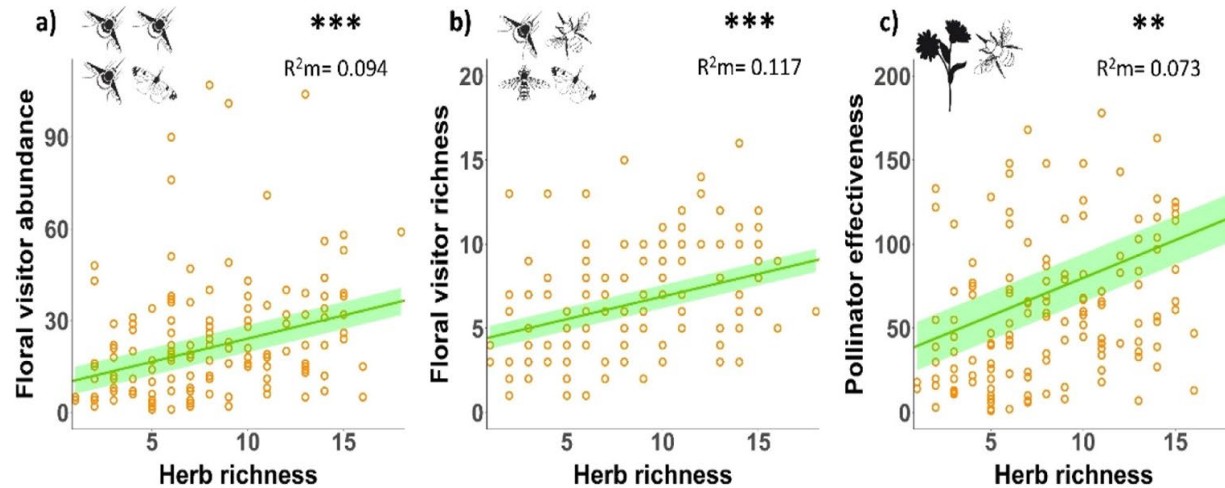 a)
***
R²m= 0.094
Floral visitor abundance
90
60
30
0
5
10
15
Herb richness
b)
***
R²m= 0.117
Floral visitor richness
20
15
10
5
0
5
10
15
Herb richness
c)
**
R²m= 0.073
Pollinator effectiveness
200
150
100
50
0
5
10
15
Herb richness